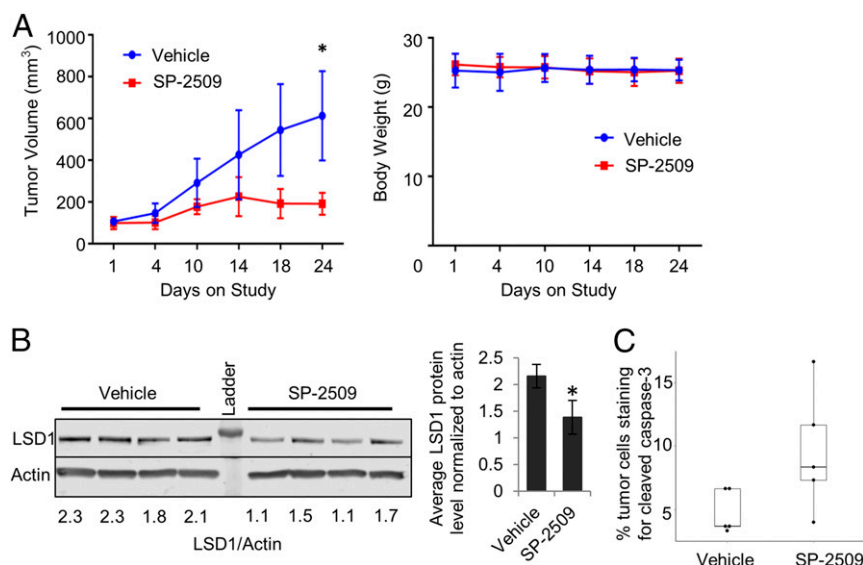 A
1000
800
600
400
200
0
Tumor Volume (mm³)
Vehicle
SP-2509
*
1 4 10 14 18 24
Days on Study
30
20
10
0
Body Weight (g)
Vehicle
SP-2509
1 4 10 14 18 24
Days on Study
B
Vehicle
Ladder
SP-2509
LSD1
Actin
2.3 2.3 1.8 2.1 1.1 1.5 1.1 1.7
LSD1/Actin
Average LSD1 protein
level normalized to actin
2.5
2
1.5
1
0.5
0
*
Vehicle
SP-2509
C
% tumor cells staining
for cleaved caspase-3
15
10
5
Vehicle
SP-2509